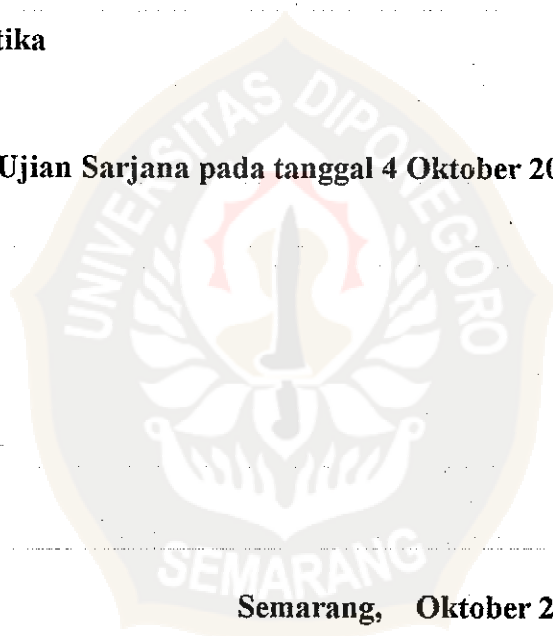 tika
Ujian Sarjana pada tanggal 4 Oktober 20
UNIVERSITAS DIPONEGORO
SEMARANG
Semarang, Oktober 2